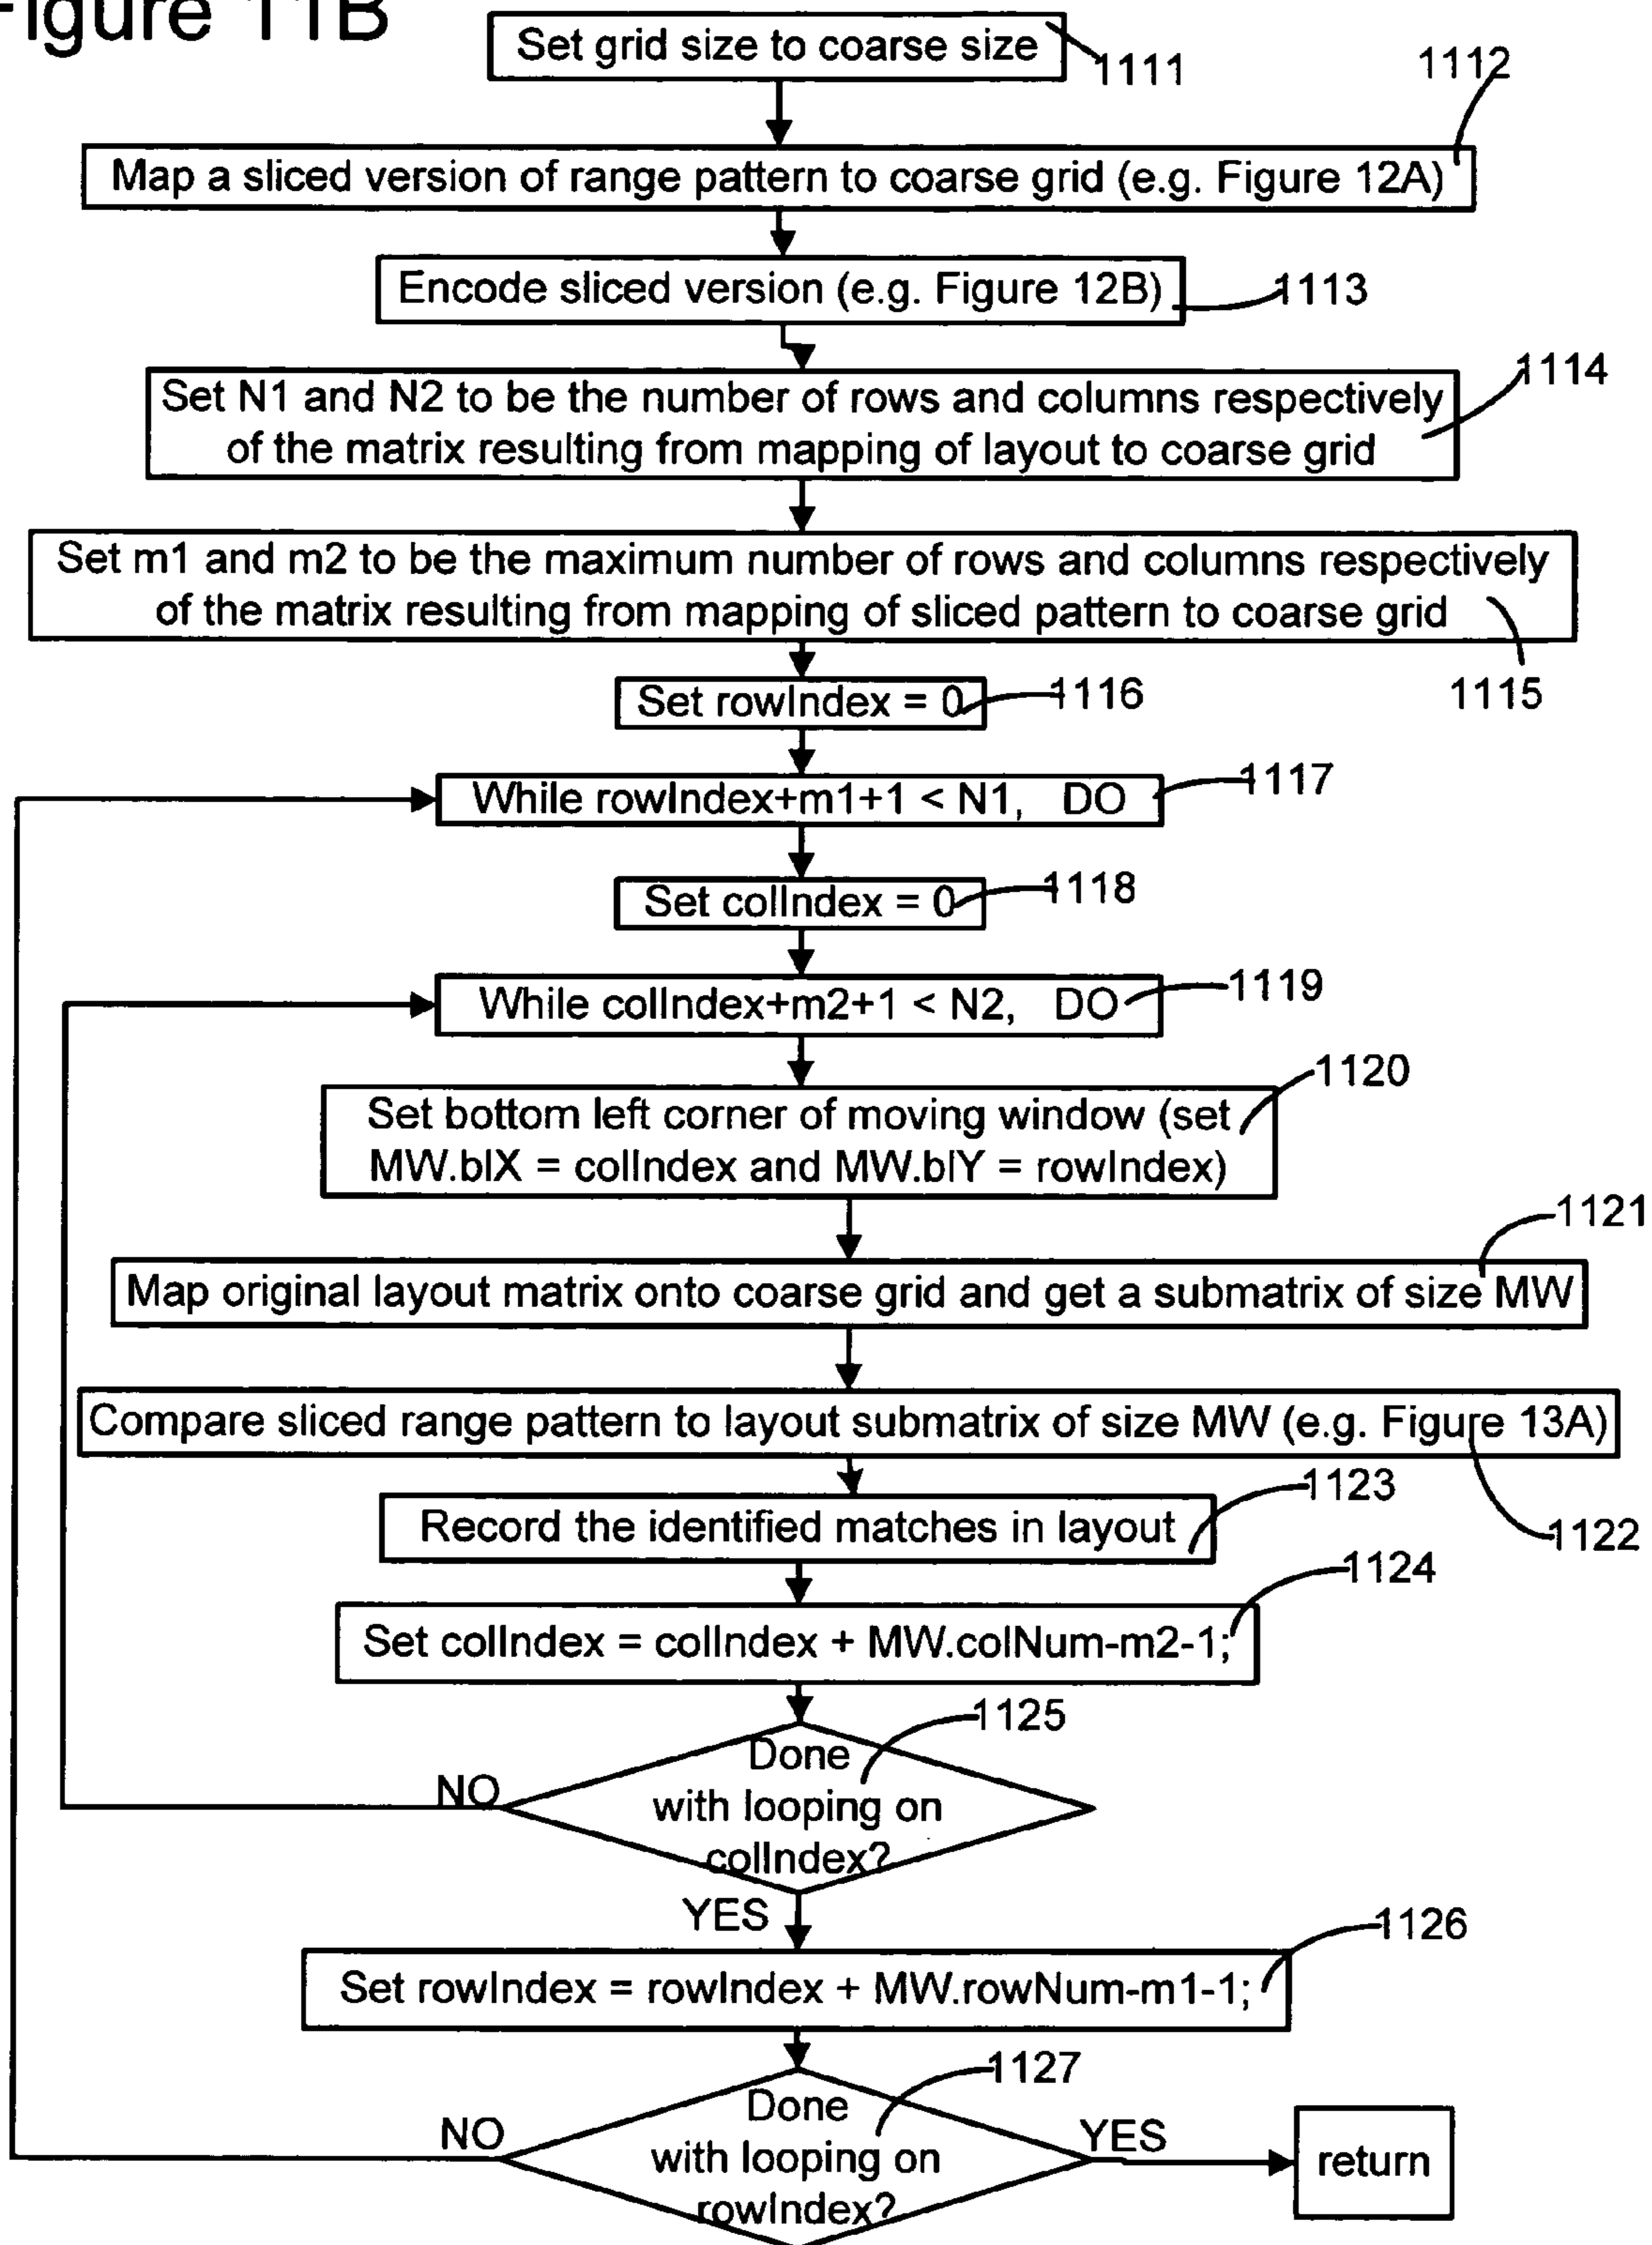 Figure 11B
Set grid size to coarse size
1111
1112
Map a sliced version of range pattern to coarse grid (e.g. Figure 12A)
Encode sliced version (e.g. Figure 12B)
1113
1114
Set N1 and N2 to be the number of rows and columns respectively
of the matrix resulting from mapping of layout to coarse grid
Set m1 and m2 to be the maximum number of rows and columns respectively
of the matrix resulting from mapping of sliced pattern to coarse grid
1115
Set rowIndex = 0
1116
While rowIndex+m1+1 < N1, DO
1117
Set colIndex = 0
1118
While colIndex+m2+1 < N2, DO
1119
1120
Set bottom left corner of moving window (set
MW.blX = colIndex and MW.blY = rowIndex)
1121
Map original layout matrix onto coarse grid and get a submatrix of size MW
Compare sliced range pattern to layout submatrix of size MW (e.g. Figure 13A)
1122
1123
Record the identified matches in layout
1124
Set colIndex = colIndex + MW.colNum-m2-1;
1125
Done
with looping on
colIndex?
NO
YES
1126
Set rowIndex = rowIndex + MW.rowNum-m1-1;
1127
Done
with looping on
rowIndex?
NO
YES
return